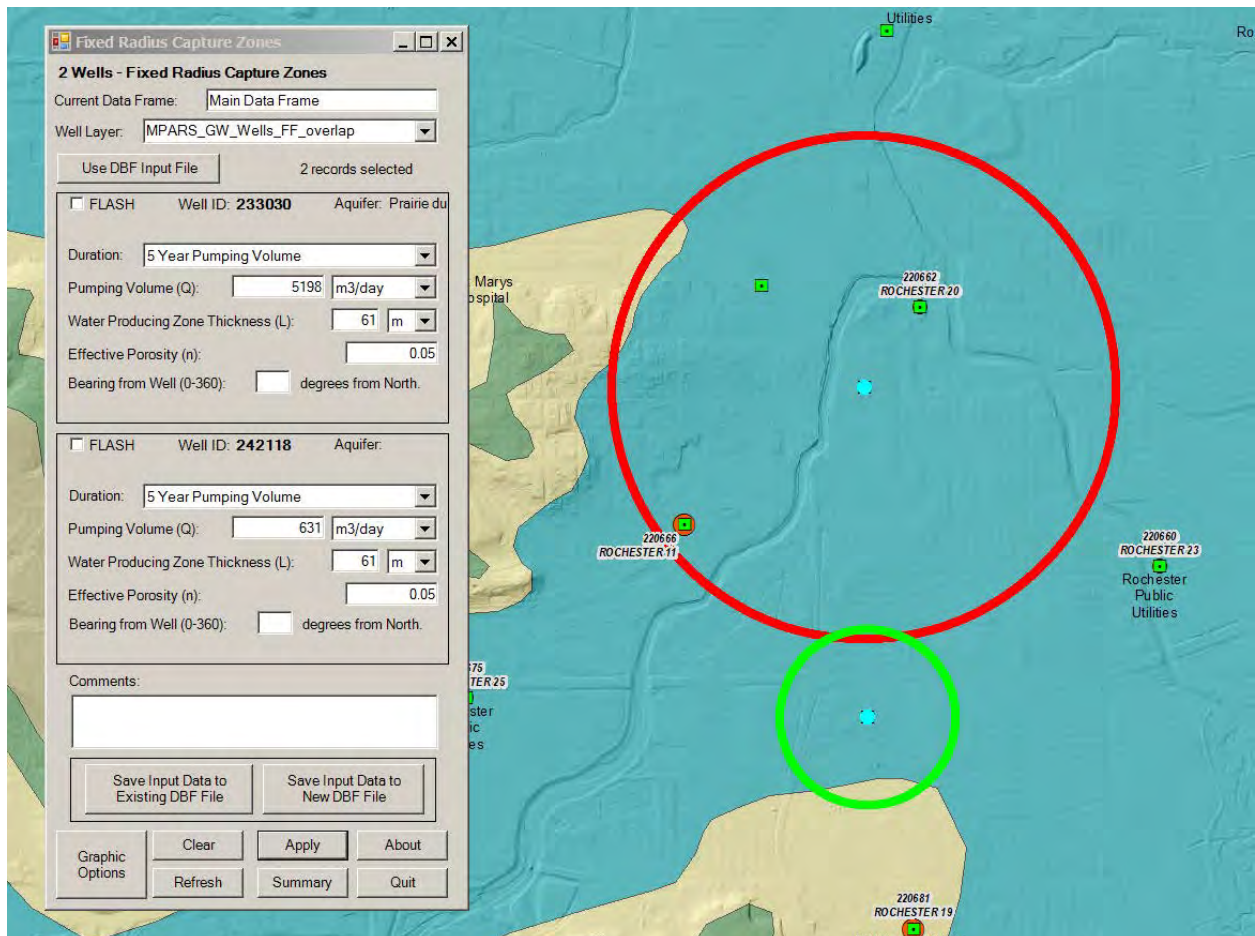 Fixed Radius Capture Zones
2 Wells - Fixed Radius Capture Zones
Current Data Frame: Main Data Frame
Well Layer: MPARS_GW_Wells_FF_overlap
Use DBF Input File 2 records selected
FLASH Well ID: 233030 Aquifer: Prairie du
Duration: 5 Year Pumping Volume
Pumping Volume (Q): 5198 m3/day
Water Producing Zone Thickness (L): 61 m
Effective Porosity (n): 0.05
Bearing from Well (0-360): degrees from North.
FLASH Well ID: 242118 Aquifer:
Duration: 5 Year Pumping Volume
Pumping Volume (Q): 631 m3/day
Water Producing Zone Thickness (L): 61 m
Effective Porosity (n): 0.05
Bearing from Well (0-360): degrees from North.
Comments:
Save Input Data to
Existing DBF File
Save Input Data to
New DBF File
Graphic
Options
Clear Apply About
Refresh Summary Quit
Utilities
Ro
Marys
ospital
220662
ROCHESTER 20
220666
ROCHESTER 11
220660
ROCHESTER 23
Rochester
Public
Utilities
675
TER 25
ster
ic
es
220681
ROCHESTER 19